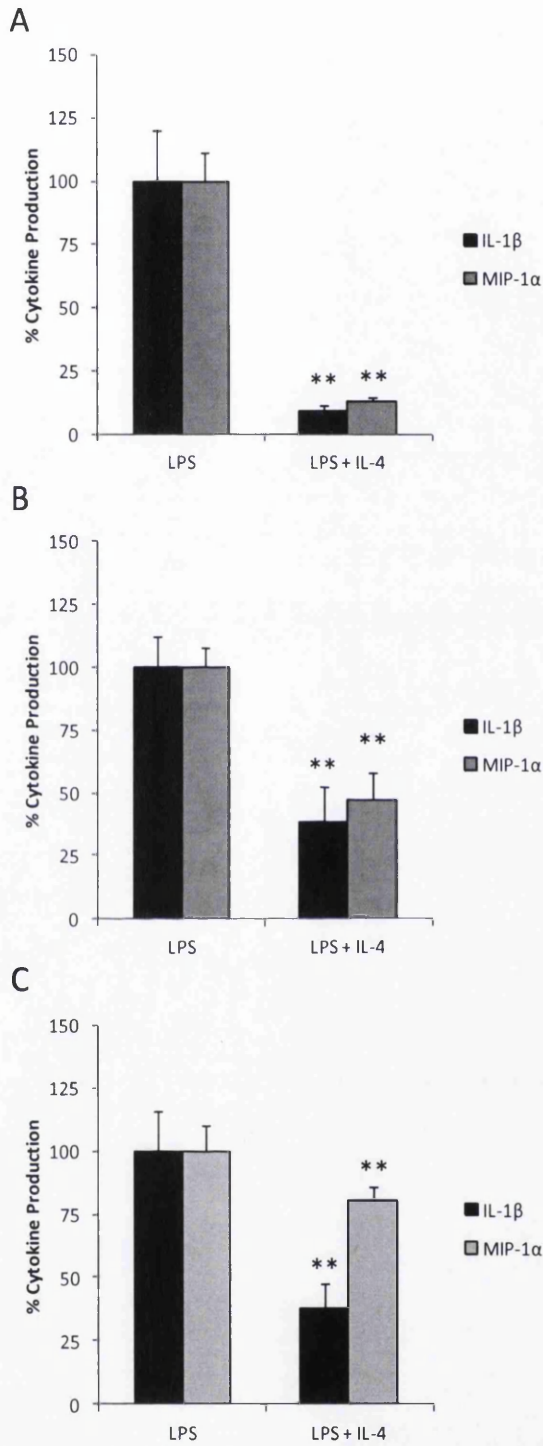 A
150
125
100
75
50
25
0
% Cytokine Production
** **
LPS LPS + IL-4
IL-1β
MIP-1α
B
150
125
100
75
50
25
0
% Cytokine Production
** **
LPS LPS + IL-4
IL-1β
MIP-1α
C
150
125
100
75
50
25
0
% Cytokine Production
** **
LPS LPS + IL-4
IL-1β
MIP-1α